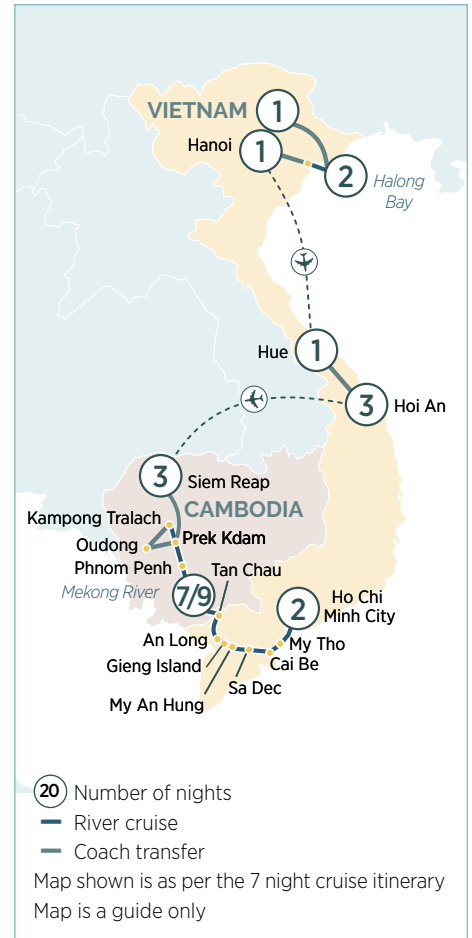 VIETNAM
1
Hanoi
1
2
Halong
Bay
Hue
1
3
Hoi An
3
Siem Reap
CAMBODIA
Kampong Tralach
Prek Kdam
Oudong
Phnom Penh
Tan Chau
Mekong River
7/9
2
Ho Chi
Minh City
An Long
My Tho
Gieng Island
Cai Be
Sa Dec
My An Hung
20 Number of nights
River cruise
Coach transfer
Map shown is as per the 7 night cruise itinerary
Map is a guide only